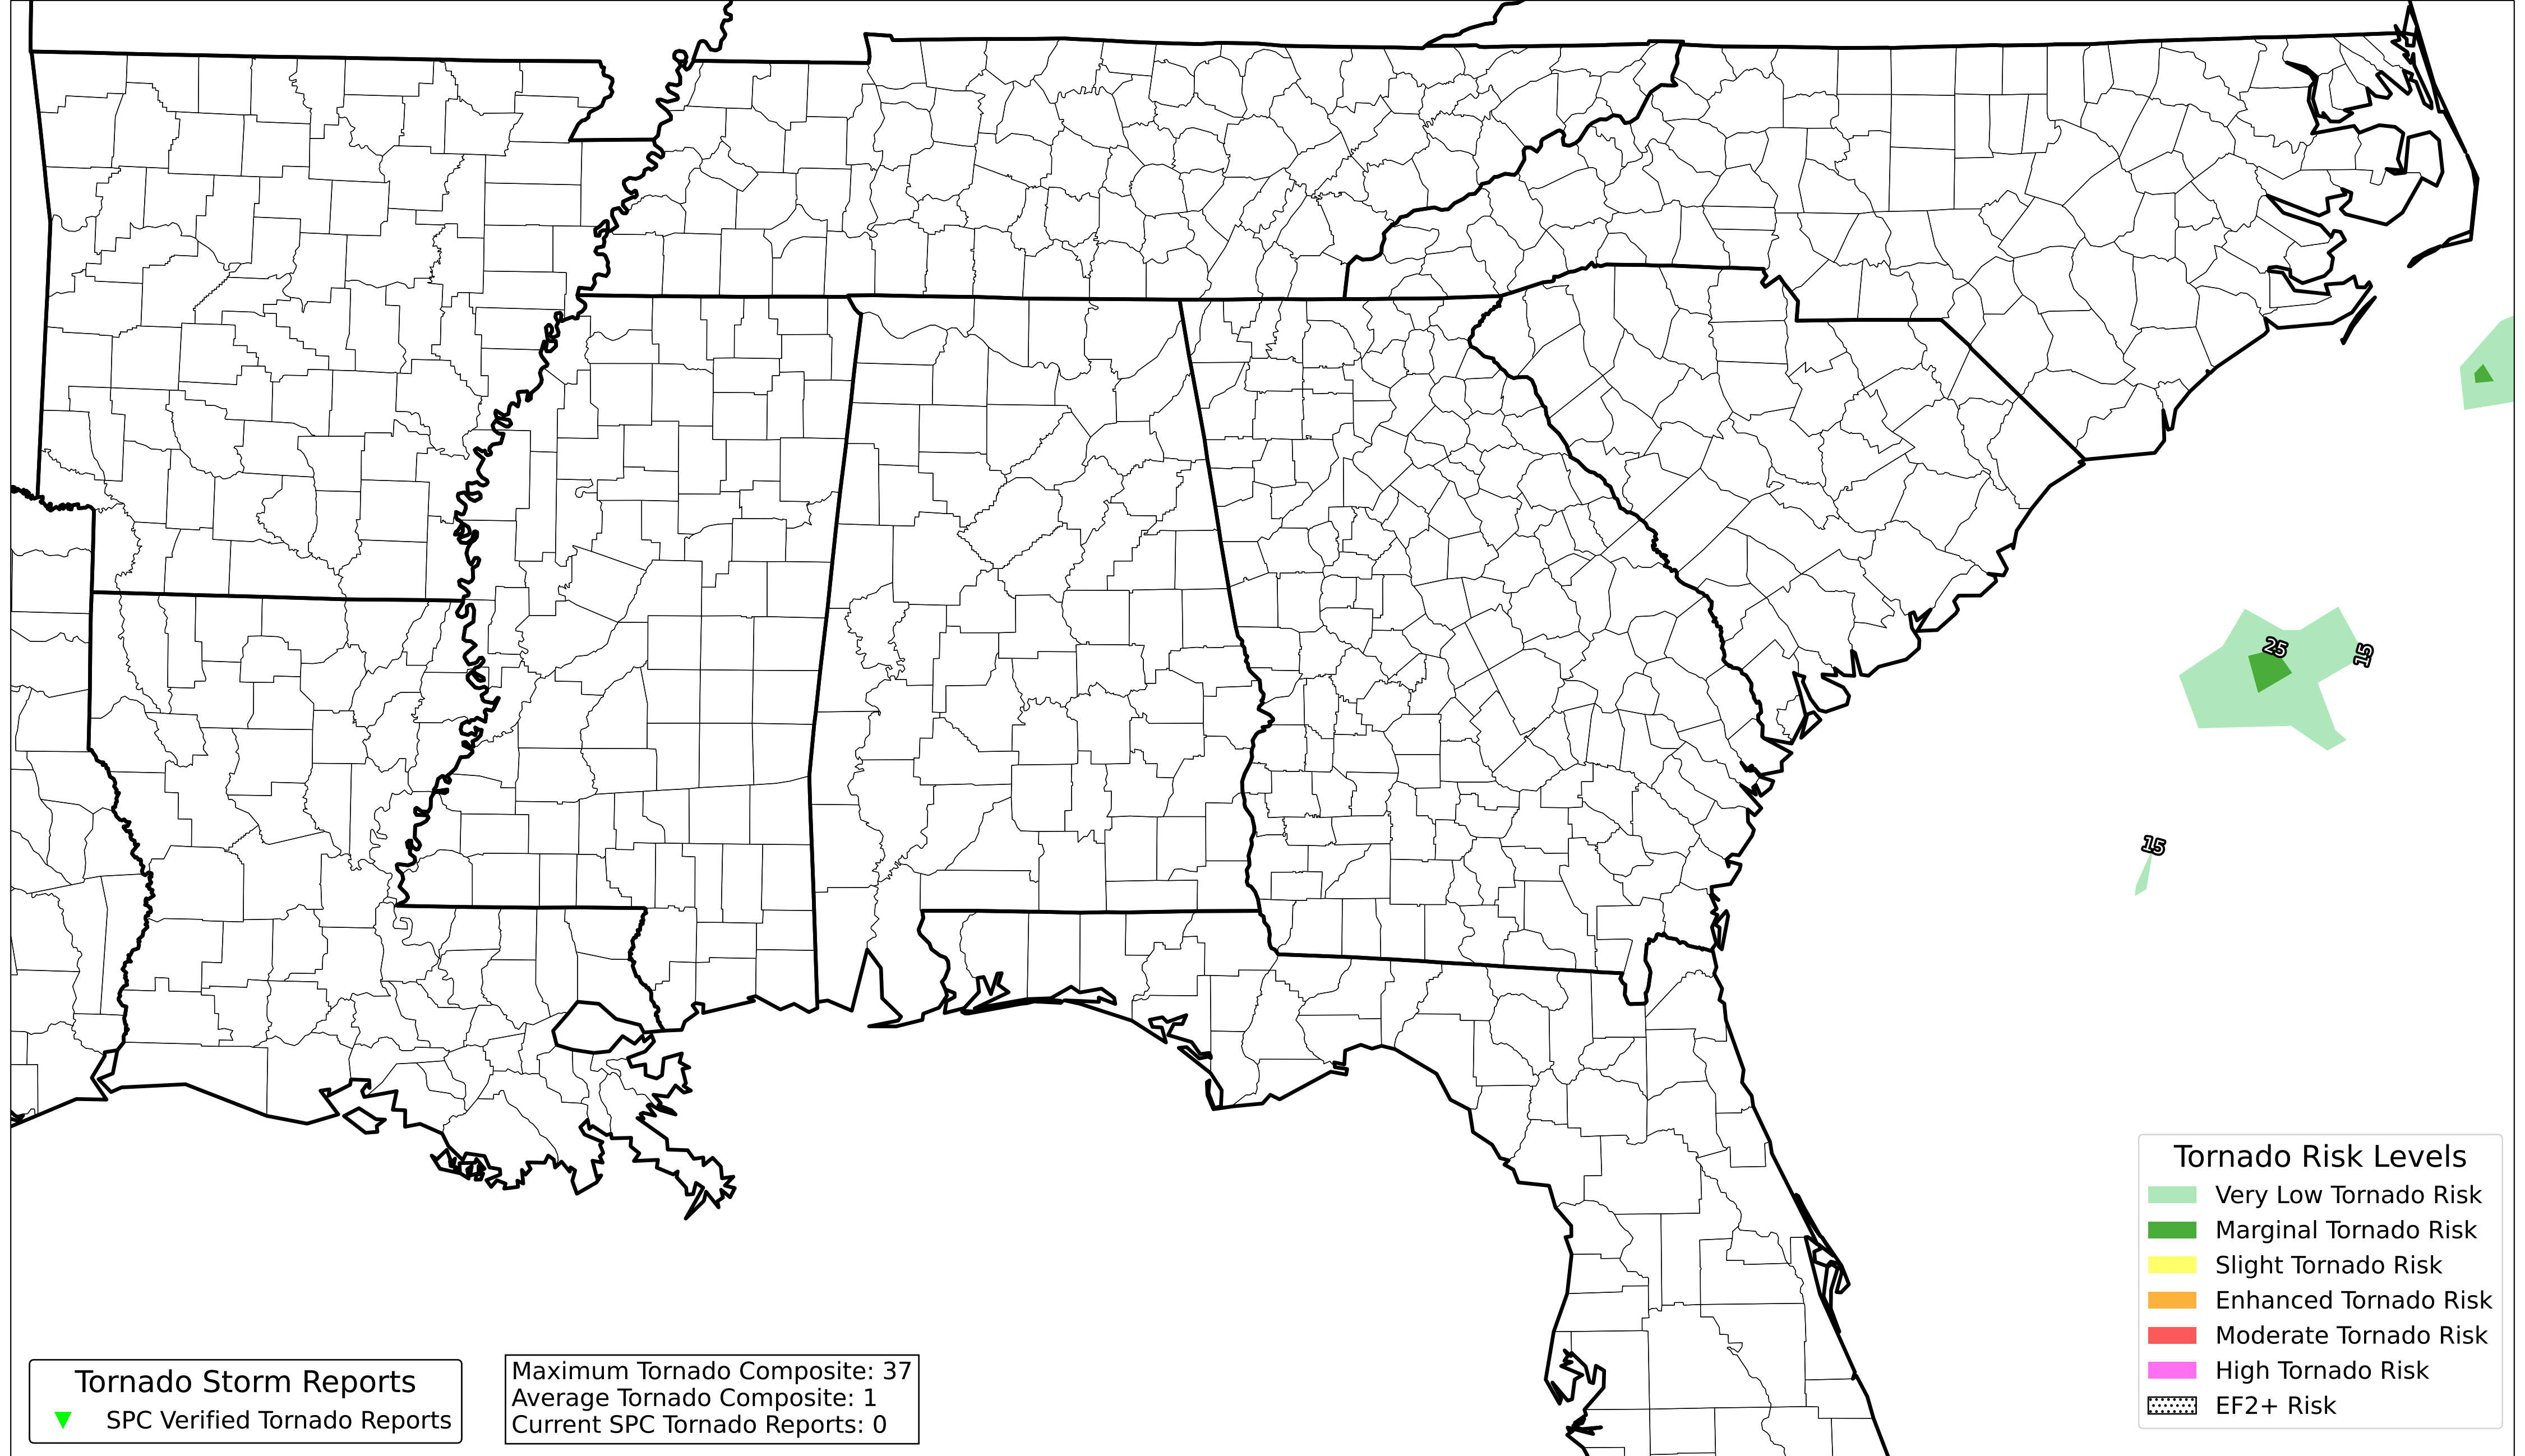 25
15
15
Tornado Risk Levels
Very Low Tornado Risk
Marginal Tornado Risk
Slight Tornado Risk
Enhanced Tornado Risk
Moderate Tornado Risk
High Tornado Risk
EF2+ Risk
Tornado Storm Reports
SPC Verified Tornado Reports
Maximum Tornado Composite: 37
Average Tornado Composite: 1
Current SPC Tornado Reports: 0